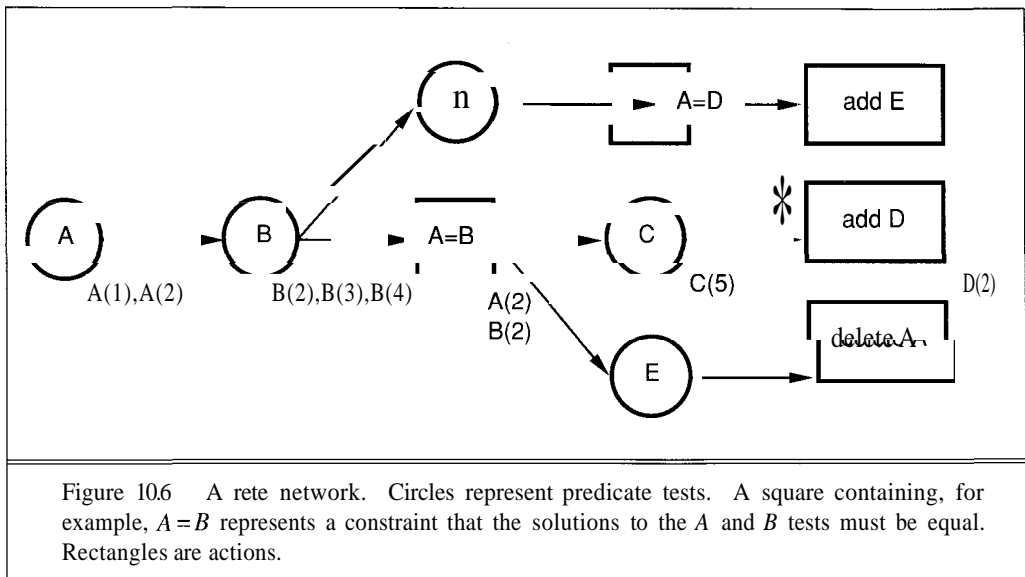 n
A=D
add E
A
B
A=B
C
*
add D
A(1),A(2)
B(2),B(3),B(4)
A(2)
B(2)
C(5)
D(2)
delete A
E
Figure 10.6 A rete network. Circles represent predicate tests. A square containing, for
example, A=B represents a constraint that the solutions to the A and B tests must be equal.
Rectangles are actions.